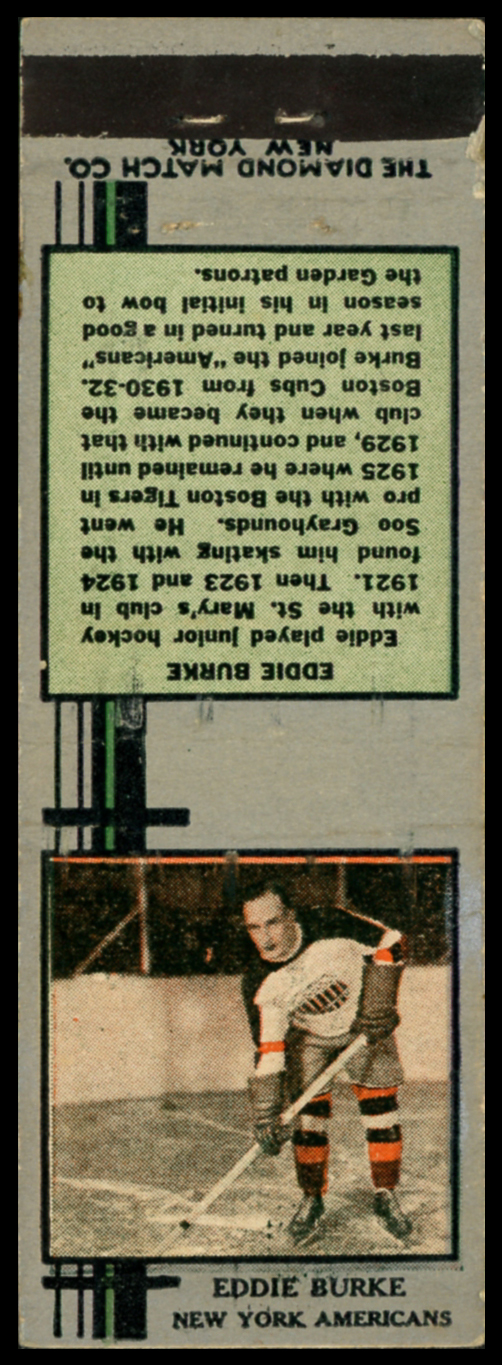 EDDIE BURKE
Eddie played junior hockey
with the St. Mary's club in
1921. Then 1923 and 1924
found him skating with the
Soo Grayhounds. He went
pro with the Boston Tigers in
1925 where he remained until
1929, and continued with that
club when they became the
Boston Cubs from 1930-32.
Burke joined the "Americans"
last year and turned in a good
season in his initial bow to
the Garden patrons.
THE DIAMOND MATCH CO.
NEW YORK
EDDIE BURKE
NEW YORK AMERICANS